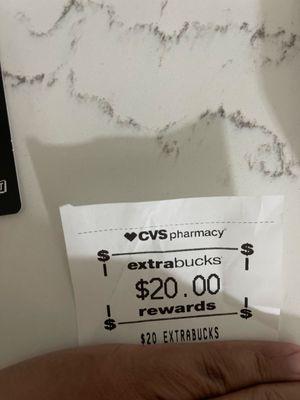 CVS pharmacy
$ $
extrabucks
$20.00
rewards
$ $
$20 EXTRABUCKS